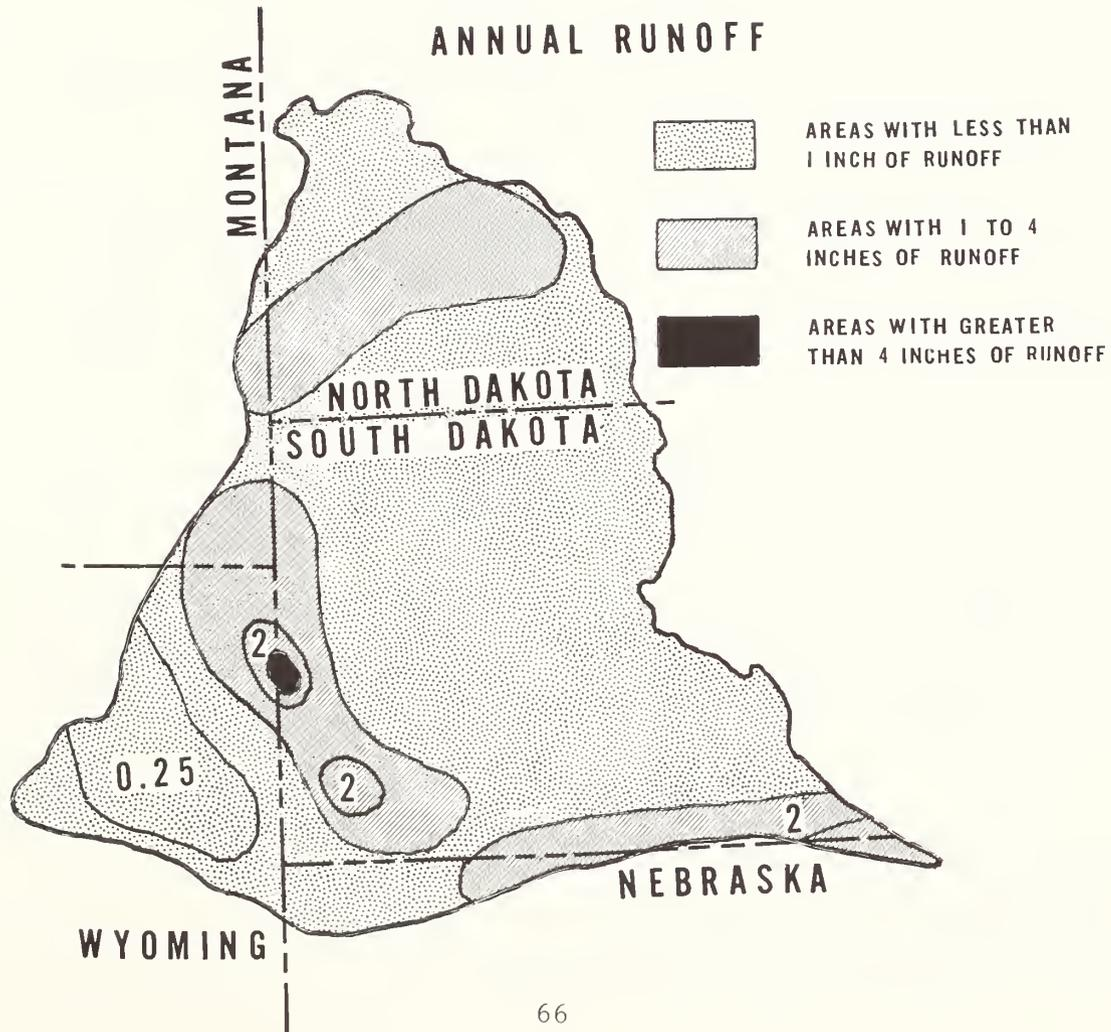 ANNUAL RUNOFF
MONTANA
AREAS WITH LESS THAN
1 INCH OF RUNOFF
AREAS WITH 1 TO 4
INCHES OF RUNOFF
AREAS WITH GREATER
THAN 4 INCHES OF RUNOFF
NORTH DAKOTA
SOUTH DAKOTA
2
0.25
2
2
NEBRASKA
WYOMING
66